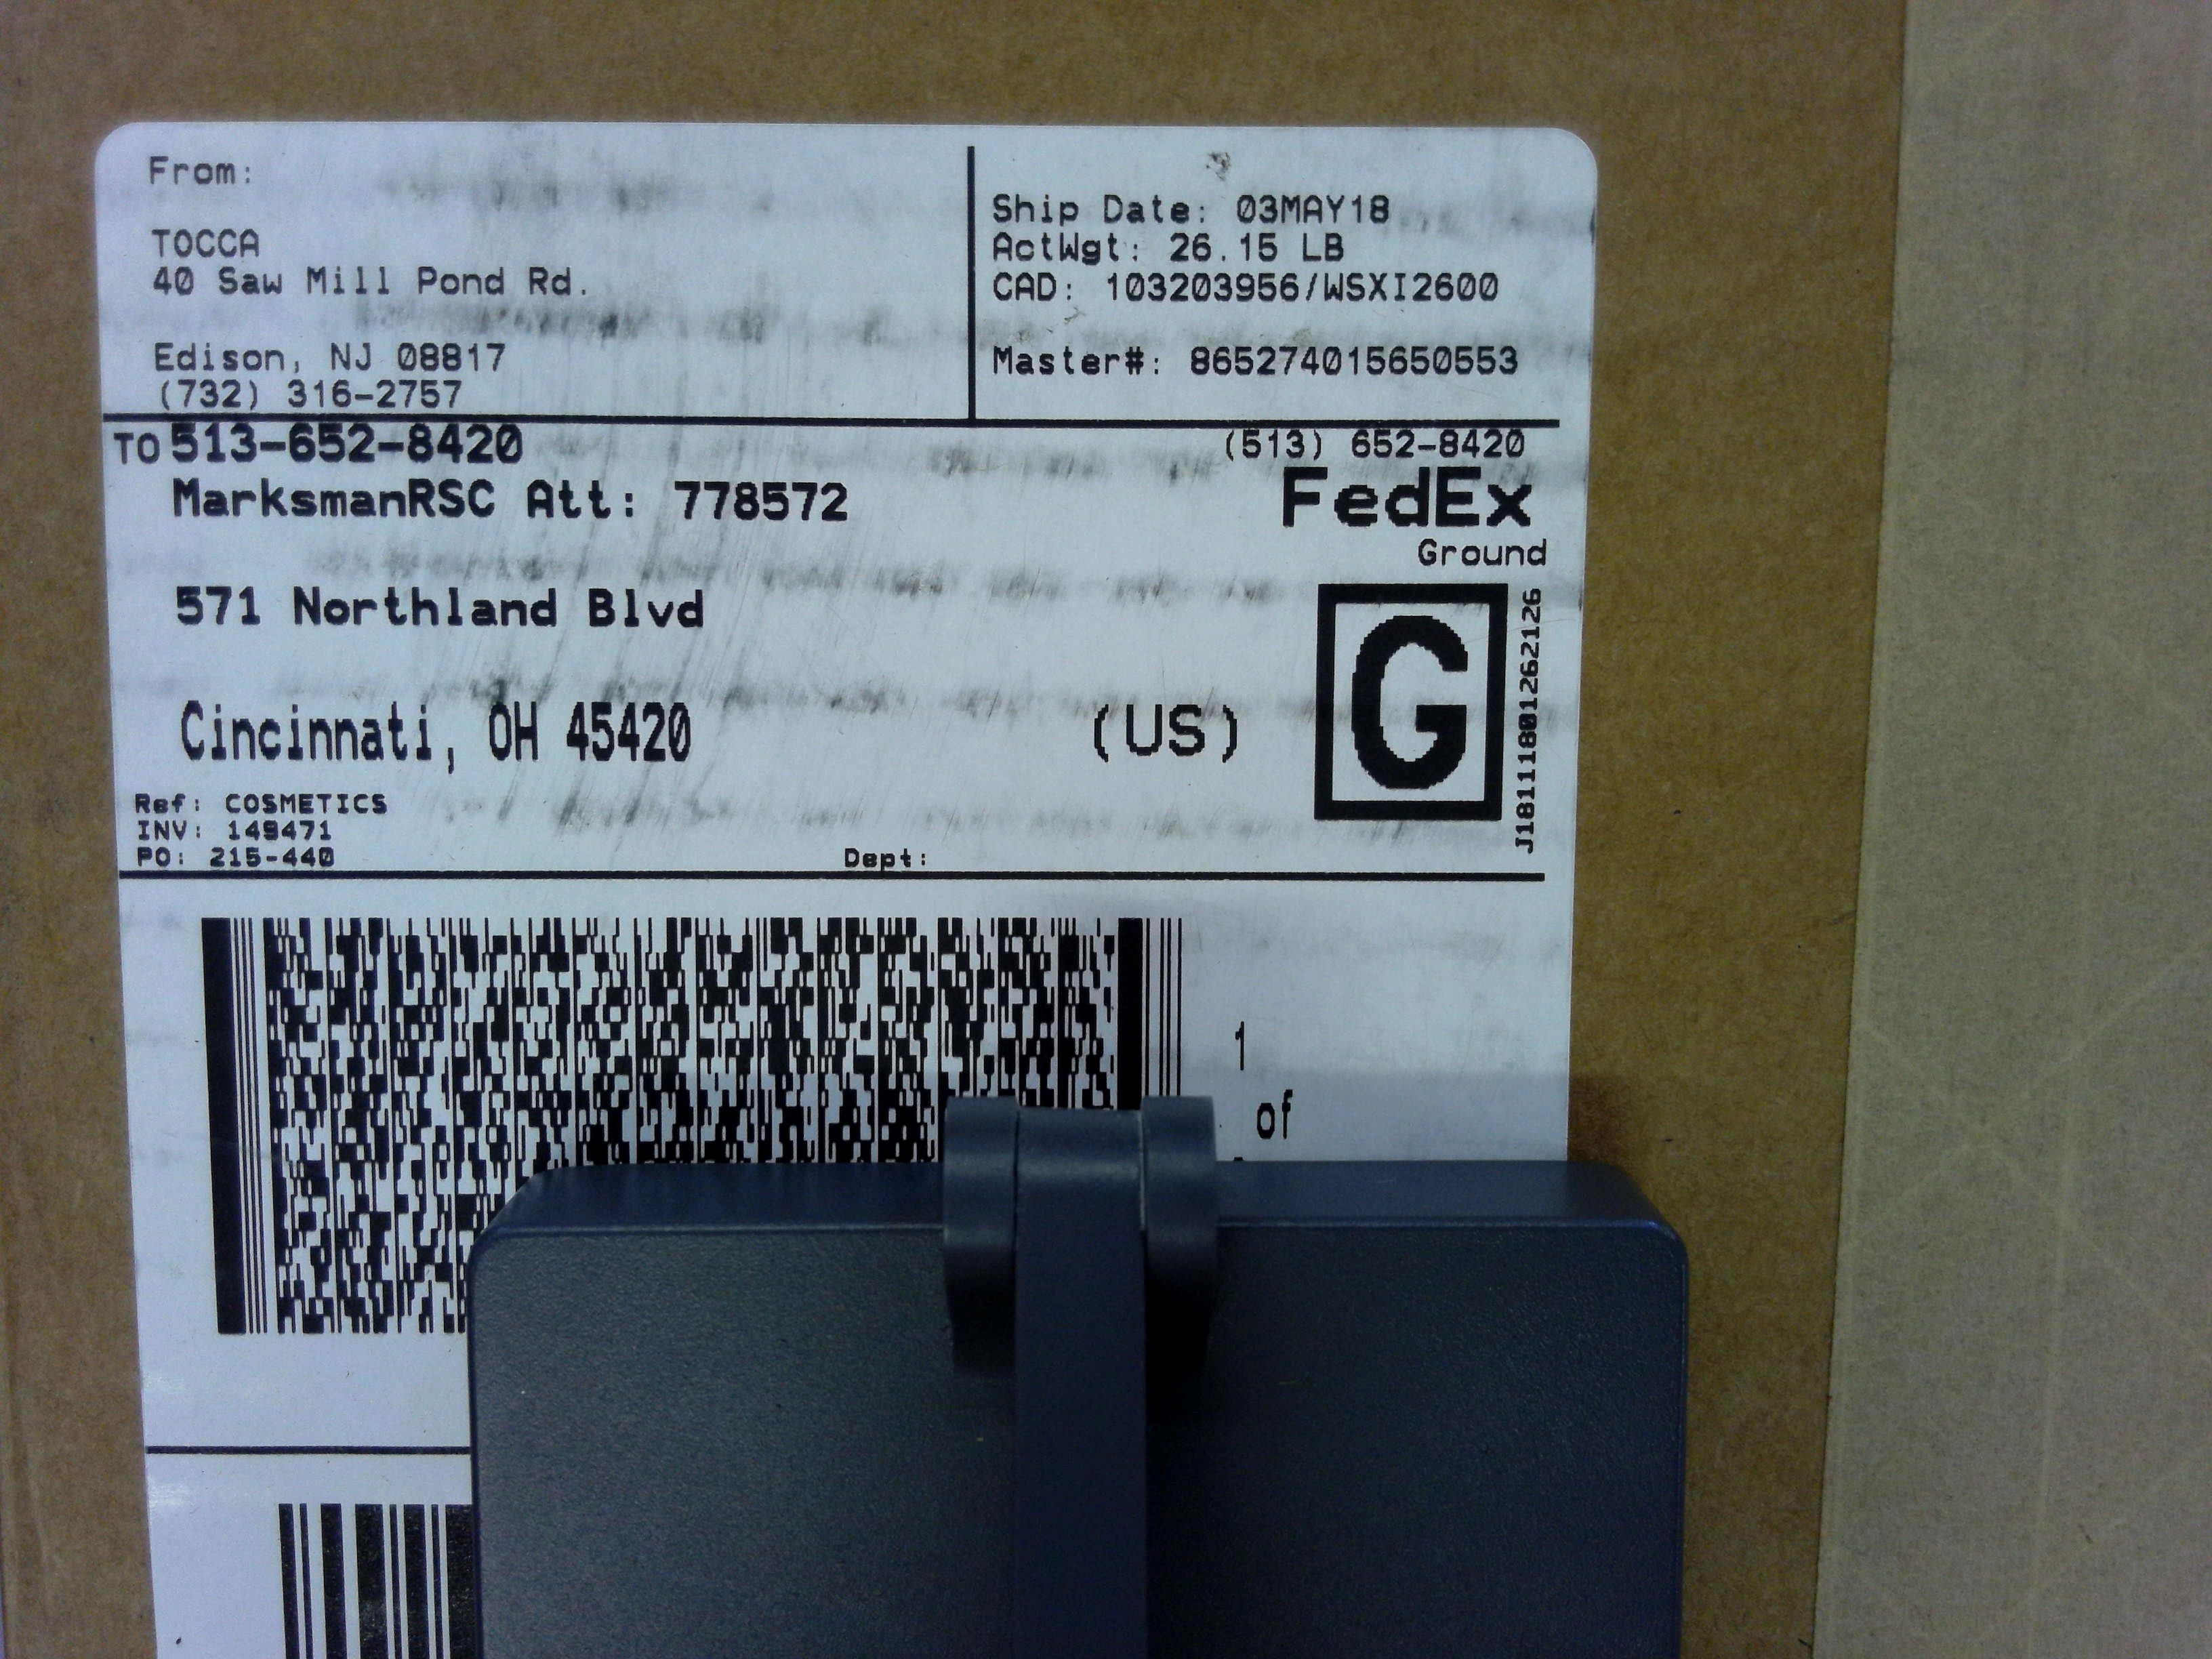 From:
TOCCA
40 Saw Mill Pond Rd.
Edison, NJ 08817
(732) 316-2757
Ship Date: 03MAY18
ActWgt: 26.15 LB
CAD: 103203956/WSXI2600
Master#: 865274015650553
TO 513-652-8420
(513) 652-8420
MarksmanRSC Att: 778572
571 Northland Blvd
Cincinnati, OH 45420
(US)
FedEx
Ground
G
J18111801262126
Ref: COSMETICS
INV: 149471
PO: 215-440
Dept:
1
of